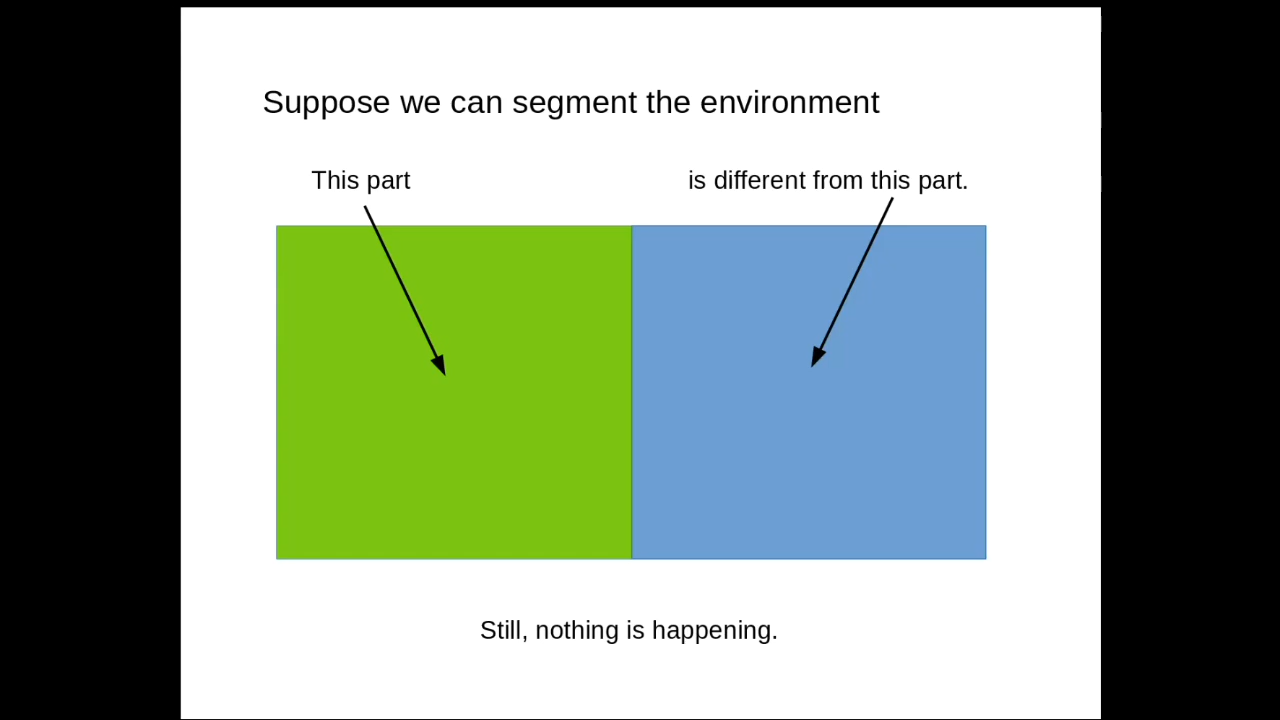 Suppose we can segment the environment
This part
is different from this part.
Still, nothing is happening.